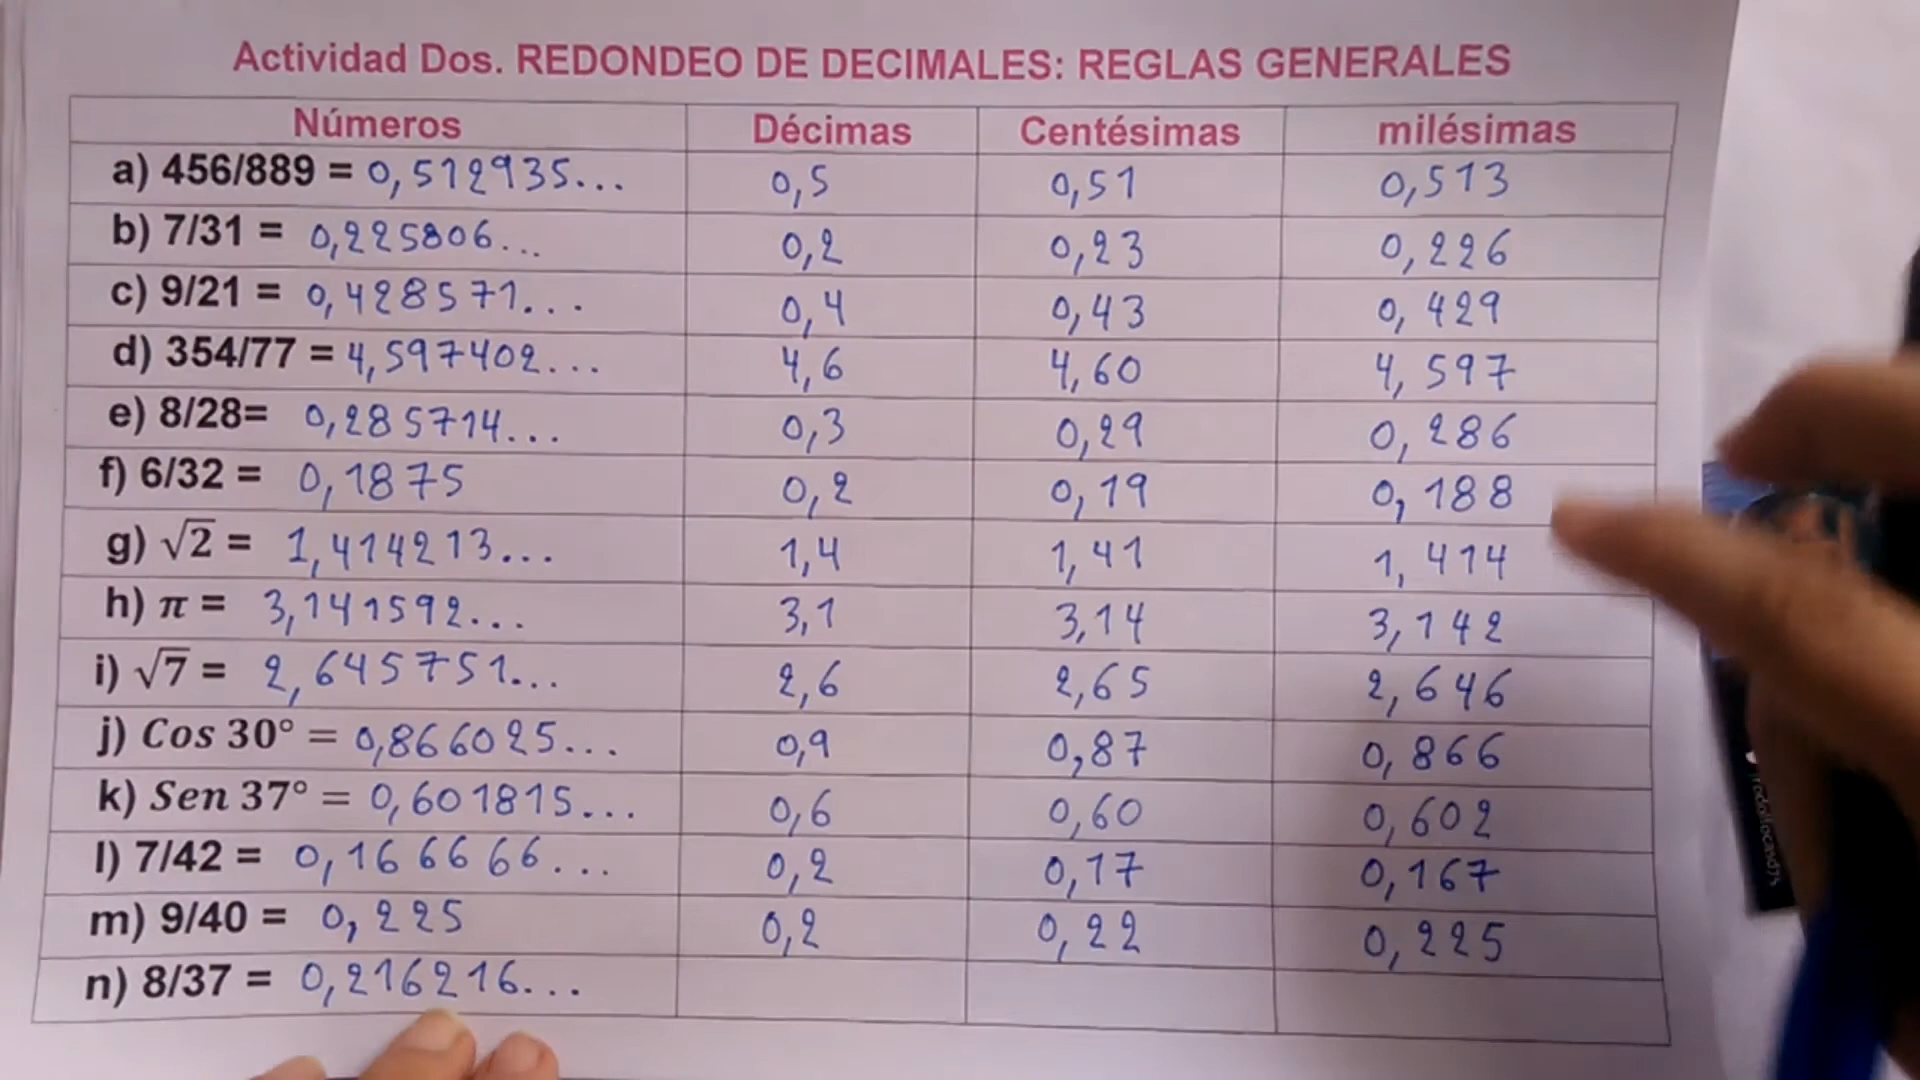 Actividad Dos. REDONDEO DE DECIMALES: REGLAS GENERALES
Números Décimas Centésimas milésimas
a) 456/889 = 0,512935... 0,5 0,51 0,513
b) 7/31 = 0,225806... 0,2 0,23 0,226
c) 9/21 = 0,428571... 0,4 0,43 0,429
d) 354/77 = 4,597402... 4,6 4,60 4,597
e) 8/28= 0,285714... 0,3 0,29 0,286
f) 6/32 = 0,1875 0,2 0,19 0,188
g) √2 = 1,414213... 1,4 1,41 1,414
h) π = 3,141592... 3,1 3,14 3,142
i) √7 = 2,645751... 2,6 2,65 2,646
j) Cos 30° = 0,866025... 0,9 0,87 0,866
k) Sen 37° = 0,601815... 0,6 0,60 0,602
l) 7/42 = 0,166666... 0,2 0,17 0,167
m) 9/40 = 0,225 0,2 0,22 0,225
n) 8/37 = 0,216216...